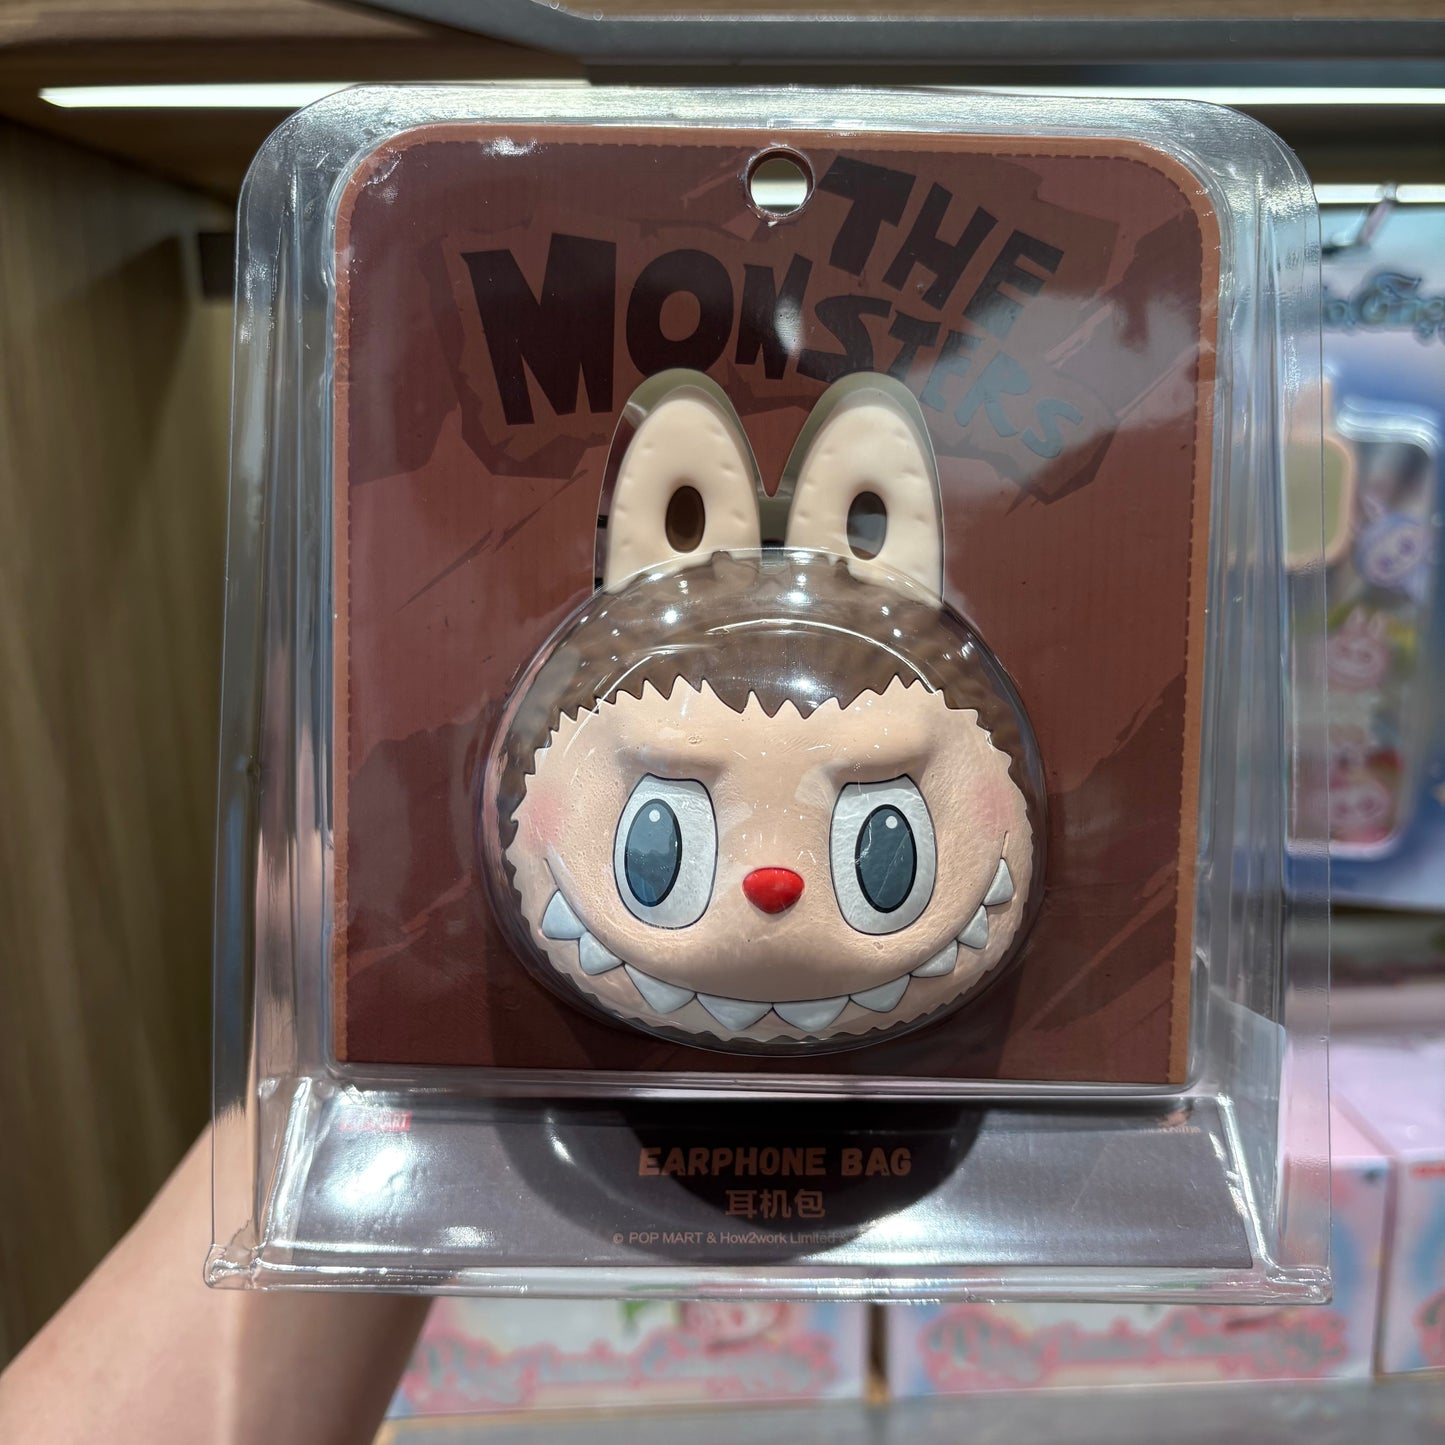 THE
MONSTERS
EARPHONE BAG
耳机包
© POP MART & How2work Limited